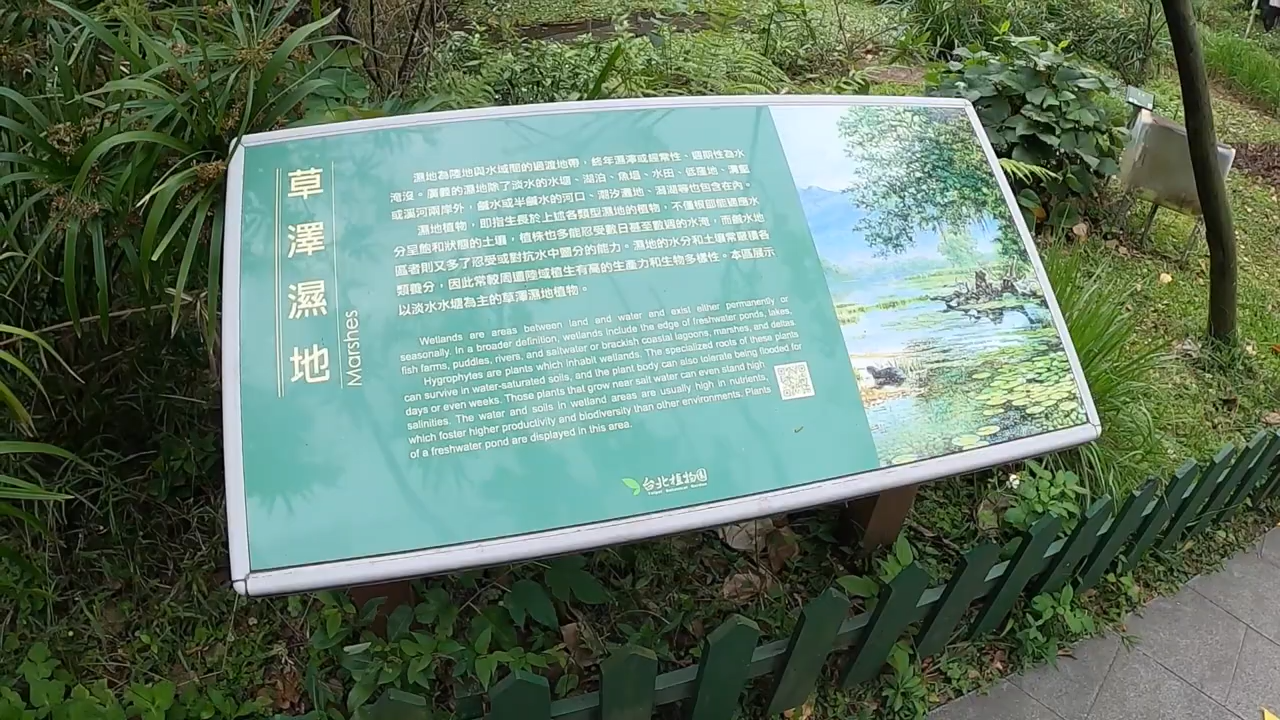 草澤濕地
Marshes
濕地為陸地與水域間的過渡地帶，終年濕濘或經常性、週期性為水
淹沒。廣義的濕地除了淡水的水塘、湖泊、魚塭、水田、低窪地、溝壑
或溪河兩岸外，鹹水或半鹹水的河口、潮汐灘地、潟湖等也包含在內。
濕地植物，即指生長於上述各類型濕地的植物，不僅根部能適應水
分呈飽和狀態的土壤，植株也多能忍受數日甚至數週的水淹，而鹹水地
區者則又多了忍受或對抗水中鹽分的能力。濕地的水分和土壤常聚積各
類養分，因此常較周遭陸域植生有高的生產力和生物多樣性。本區展示
以淡水水塘為主的草澤濕地植物。
Wetlands are areas between land and water and exist either permanently or
seasonally. In a broader definition, wetlands include the edge of freshwater ponds, lakes,
fish farms, puddles, rivers, and saltwater or brackish coastal lagoons, marshes, and deltas.
Hygrophytes are plants which inhabit wetlands. The specialized roots of these plants
can survive in water-saturated soils, and the plant body can also tolerate being flooded for
days or even weeks. Those plants that grow near salt water can even stand high
salinities. The water and soils in wetland areas are usually high in nutrients,
which foster higher productivity and biodiversity than other environments. Plants
of a freshwater pond are displayed in this area.
台北植物園
Taipei Botanical Garden